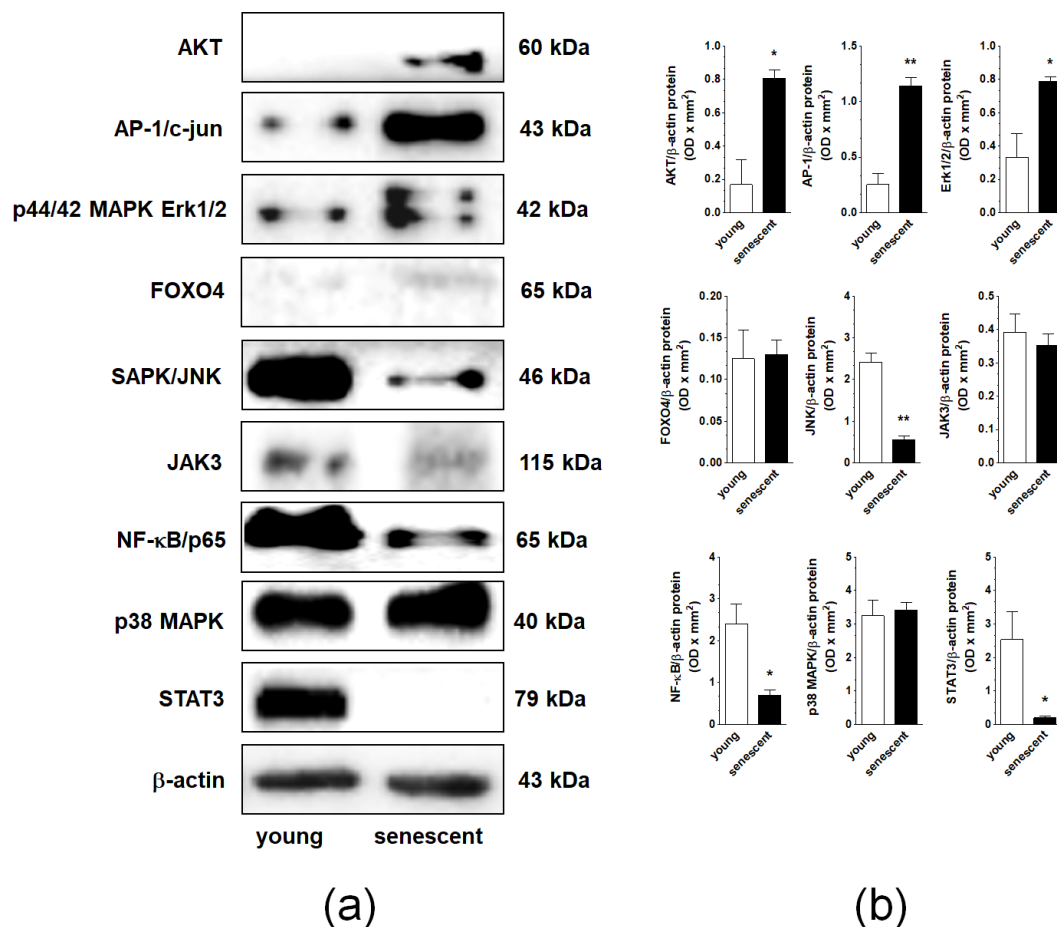 AKT 60 kDa
AP-1/c-jun 43 kDa
p44/42 MAPK Erk1/2 42 kDa
FOXO4 65 kDa
SAPK/JNK 46 kDa
JAK3 115 kDa
NF-κB/p65 65 kDa
p38 MAPK 40 kDa
STAT3 79 kDa
β-actin 43 kDa
young senescent
(a)
AKT/β-actin protein
(OD x mm²)
1.0
0.8
0.6
0.4
0.2
0.0
*
young
senescent
AP-1/β-actin protein
(OD x mm²)
1.5
1.0
0.5
0.0
**
young
senescent
Erk1/2/β-actin protein
(OD x mm²)
1.0
0.8
0.6
0.4
0.2
0.0
*
young
senescent
FOXO4/β-actin protein
(OD x mm²)
0.20
0.15
0.10
0.05
0.00
young
senescent
JNK/β-actin protein
(OD x mm²)
4
3
2
1
0
**
young
senescent
JAK3/β-actin protein
(OD x mm²)
0.5
0.4
0.3
0.2
0.1
0.0
young
senescent
NF-κB/β-actin protein
(OD x mm²)
4
3
2
1
0
*
young
senescent
p38 MAPK/β-actin protein
(OD x mm²)
5
4
3
2
1
0
young
senescent
STAT3/β-actin protein
(OD x mm²)
5
4
3
2
1
0
*
young
senescent
(b)